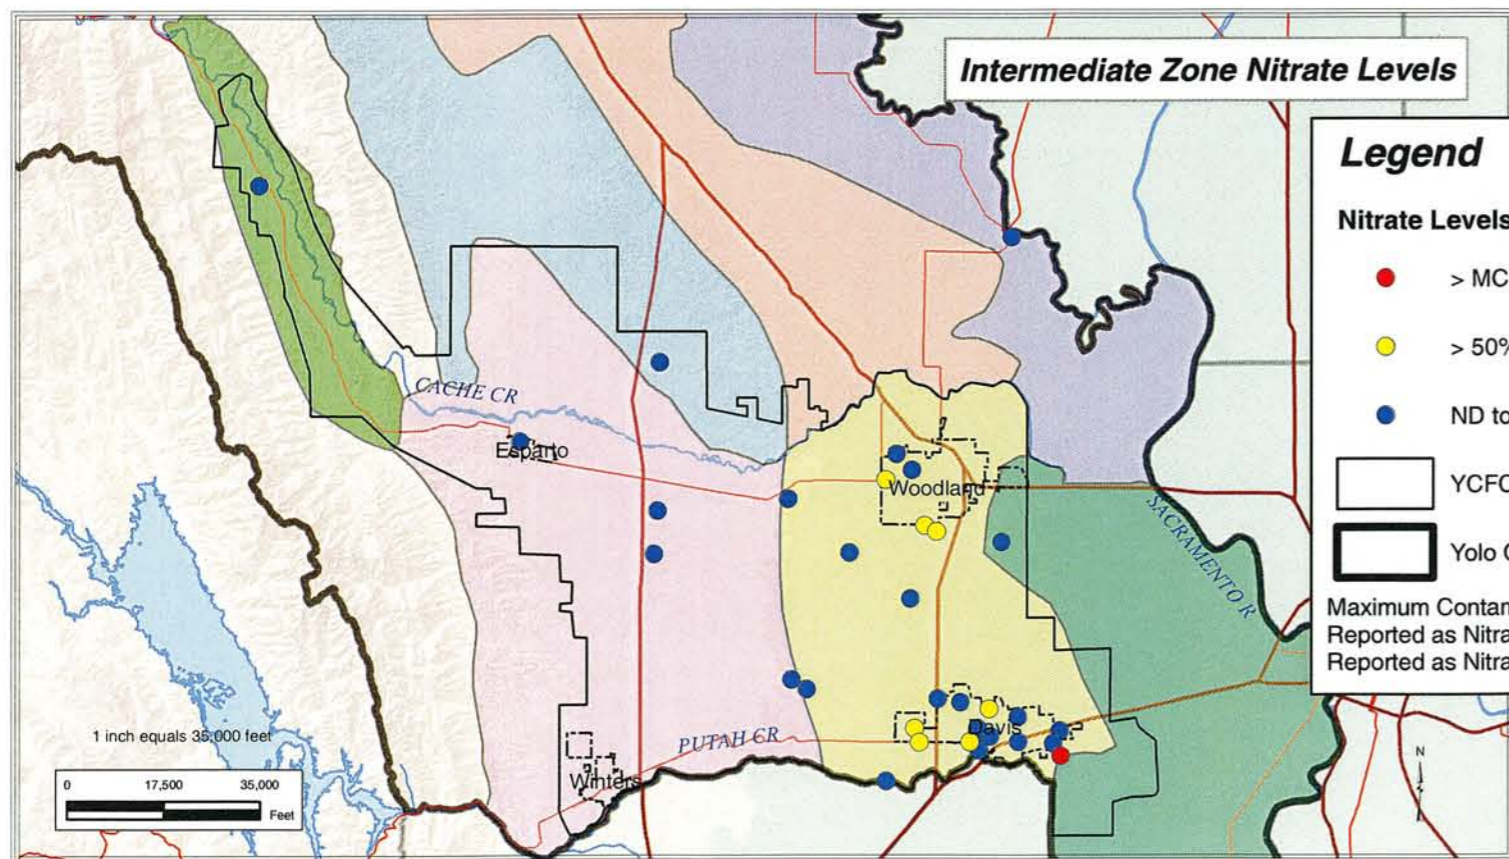 Intermediate Zone Nitrate Levels
Legend
Nitrate Levels
> MC
> 50%
ND to
YCFC
Yolo
Maximum Contan
Reported as Nitra
Reported as Nitra
CACHE CR
Esparto
Woodland
SACRAMENTO R
Davis
PUTAH CR
Winters
1 inch equals 35,000 feet
0 17,500 35,000
Feet
N